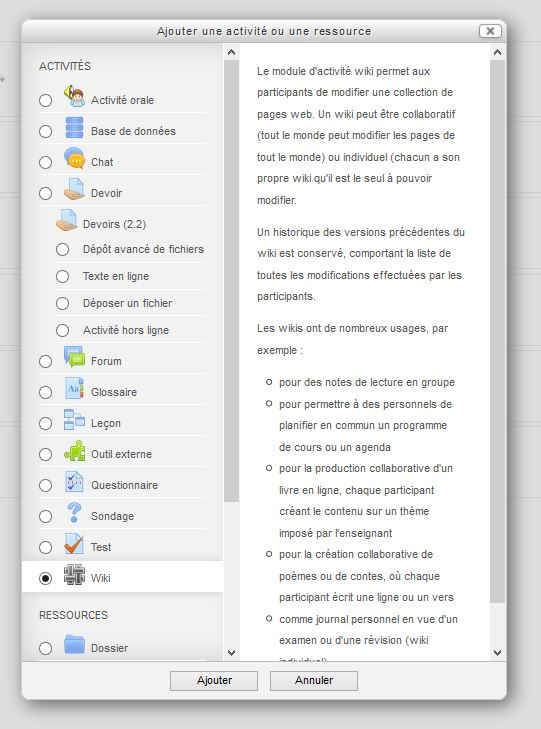 Ajouter une activité ou une ressource
ACTIVITÉS
Activité orale
Base de données
Chat
Devoir
Devoirs (2.2)
Dépôt avancé de fichiers
Texte en ligne
Déposer un fichier
Activité hors ligne
Forum
Glossaire
Leçon
Outil externe
Questionnaire
Sondage
Test
Wiki
RESSOURCES
Dossier
Le module d'activité wiki permet aux
participants de modifier une collection de
pages web. Un wiki peut être collaboratif
(tout le monde peut modifier les pages de
tout le monde) ou individuel (chacun a son
propre wiki qu'il est le seul à pouvoir
modifier.
Un historique des versions précédentes du
wiki est conservé, comportant la liste de
toutes les modifications effectuées par les
participants.
Les wikis ont de nombreux usages, par
exemple :
pour des notes de lecture en groupe
pour permettre à des personnels de
planifier en commun un programme
de cours ou un agenda
pour la production collaborative d'un
livre en ligne, chaque participant
créant le contenu sur un thème
imposé par l'enseignant
pour la création collaborative de
poèmes ou de contes, où chaque
participant écrit une ligne ou un vers
comme journal personnel en vue d'un
examen ou d'une révision (wiki
individuel)
Ajouter
Annuler